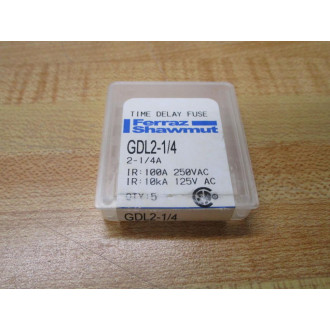 TIME DELAY FUSE
Ferraz
Shawmut
GDL2-1/4
2-1/4A
IR:100A 250VAC
IR:10kA 125V AC
QTY:5
GDL2-1/4